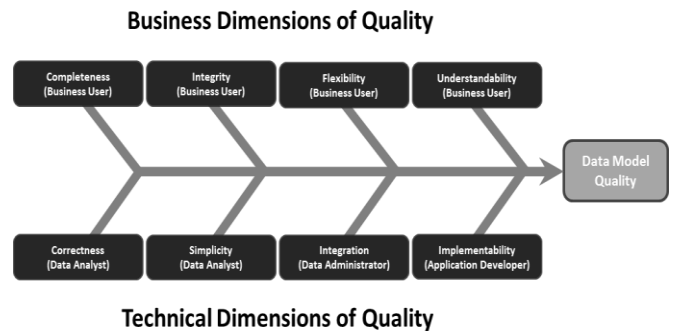 Business Dimensions of Quality
Completeness
(Business User)
Integrity
(Business User)
Flexibility
(Business User)
Understandability
(Business User)
Data Model
Quality
Correctness
(Data Analyst)
Simplicity
(Data Analyst)
Integration
(Data Administrator)
Implementability
(Application Developer)
Technical Dimensions of Quality